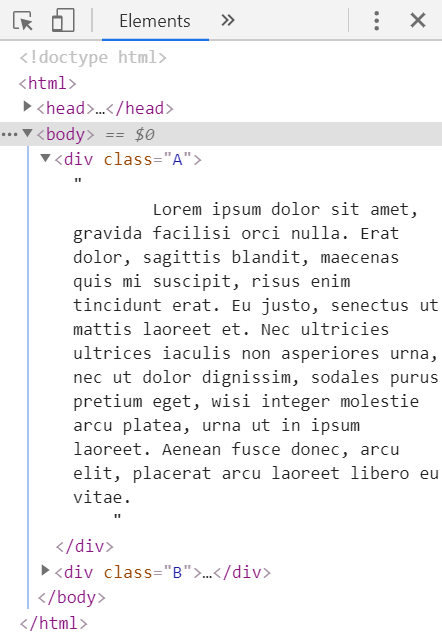 Elements
<!doctype html>
<html>
<head>…</head>
<body> == $0
<div class="A">
"
Lorem ipsum dolor sit amet,
gravida facilisi orci nulla. Erat
dolor, sagittis blandit, maecenas
quis mi suscipit, risus enim
tincidunt erat. Eu justo, senectus ut
mattis laoreet et. Nec ultricies
ultrices iaculis non asperiores urna,
nec ut dolor dignissim, sodales purus
pretium eget, wisi integer molestie
arcu platea, urna ut in ipsum
laoreet. Aenean fusce donec, arcu
elit, placerat arcu laoreet libero eu
vitae.
"
</div>
<div class="B">…</div>
</body>
</html>